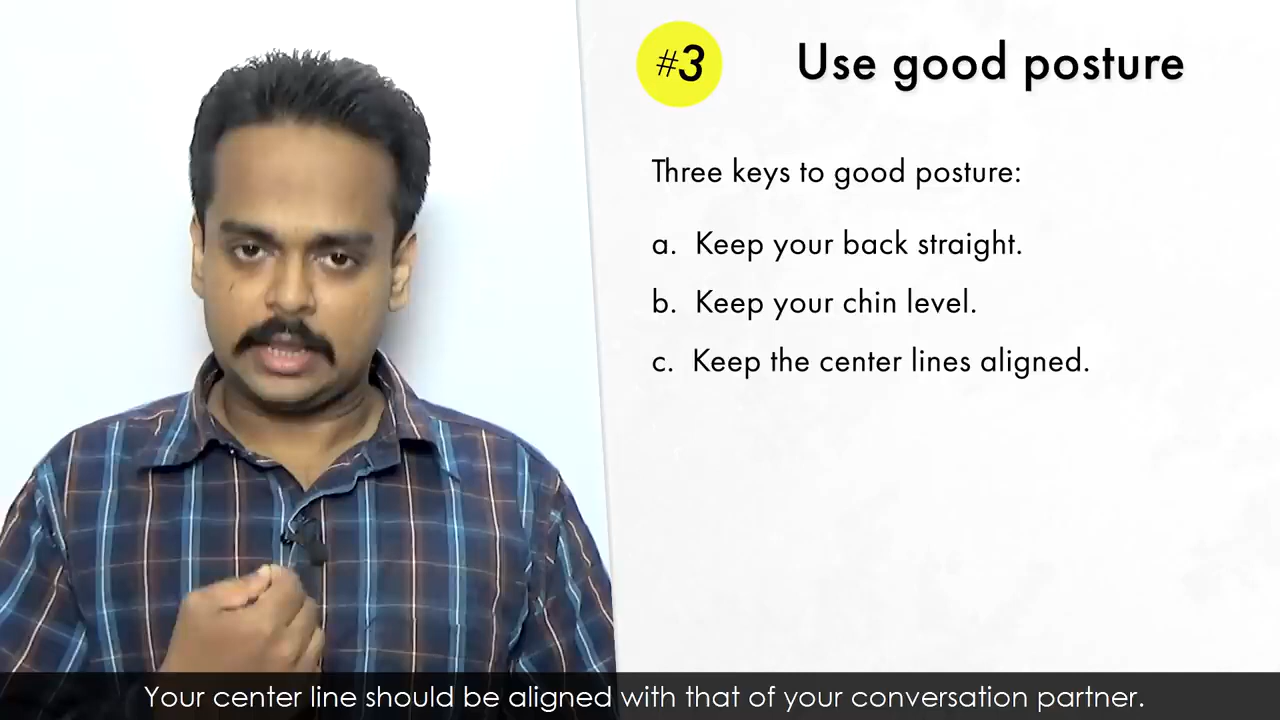 #3
Use good posture
Three keys to good posture:
a. Keep your back straight.
b. Keep your chin level.
c. Keep the center lines aligned.
Your center line should be aligned with that of your conversation partner.